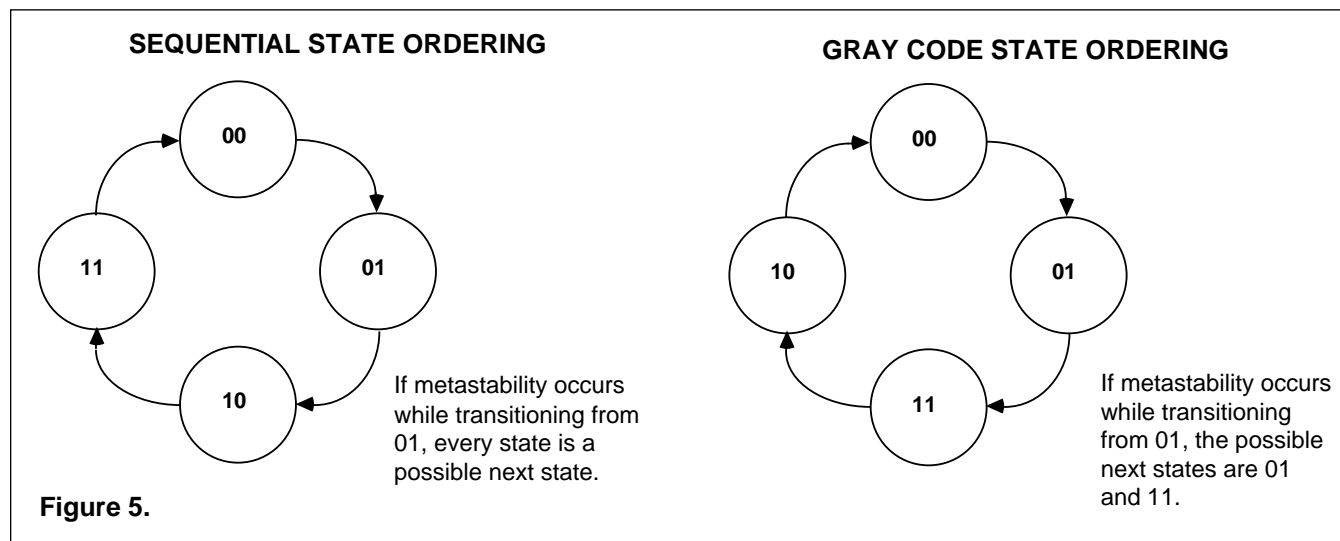 SEQUENTIAL STATE ORDERING
00
11
01
10
If metastability occurs
while transitioning from
01, every state is a
possible next state.
Figure 5.
GRAY CODE STATE ORDERING
00
10
01
11
If metastability occurs
while transitioning
from 01, the possible
next states are 01
and 11.